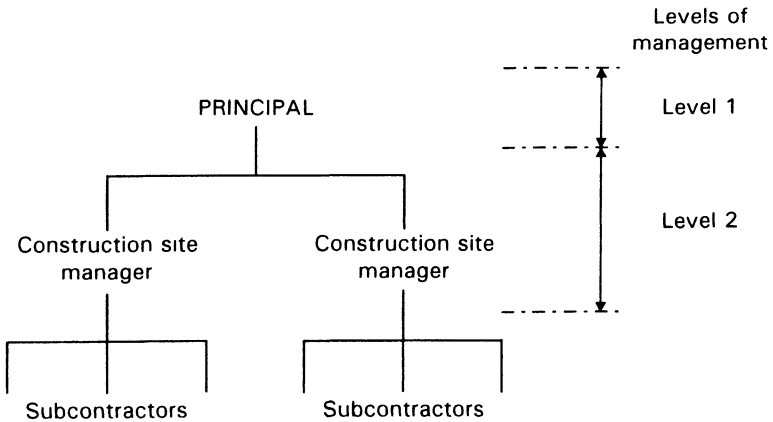 Levels of
management
PRINCIPAL
Level 1
Level 2
Construction site
manager
Construction site
manager
Subcontractors
Subcontractors